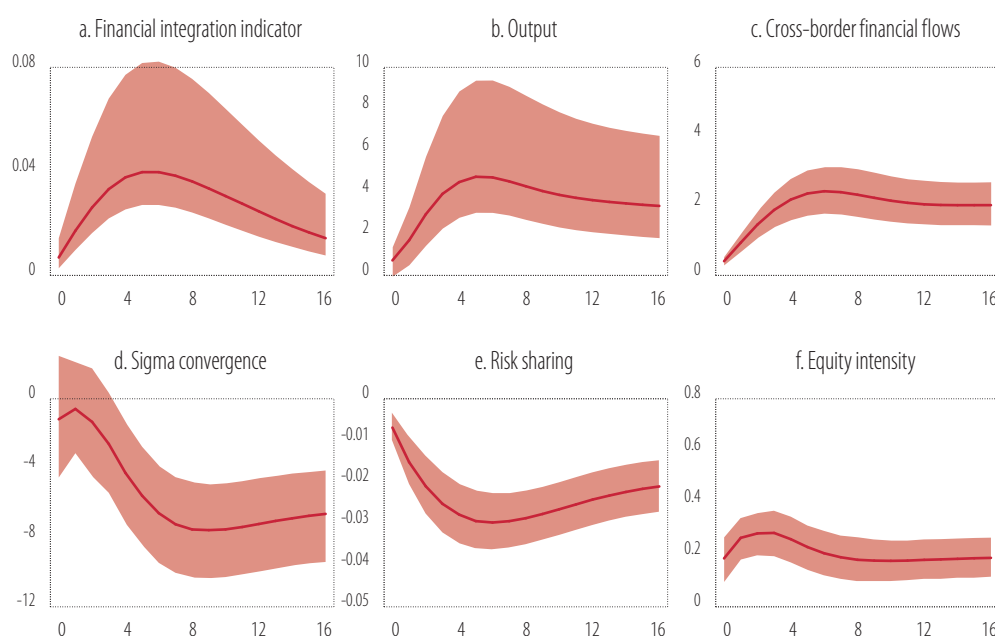 a. Financial integration indicator
0.08
0.04
0
0 4 8 12 16
b. Output
10
8
6
4
2
0
0 4 8 12 16
c. Cross-border financial flows
6
4
2
0
0 4 8 12 16
d. Sigma convergence
0
-4
-8
-12
0 4 8 12 16
e. Risk sharing
0
-0.01
-0.02
-0.03
-0.04
-0.05
0 4 8 12 16
f. Equity intensity
0.8
0.6
0.4
0.2
0
0 4 8 12 16